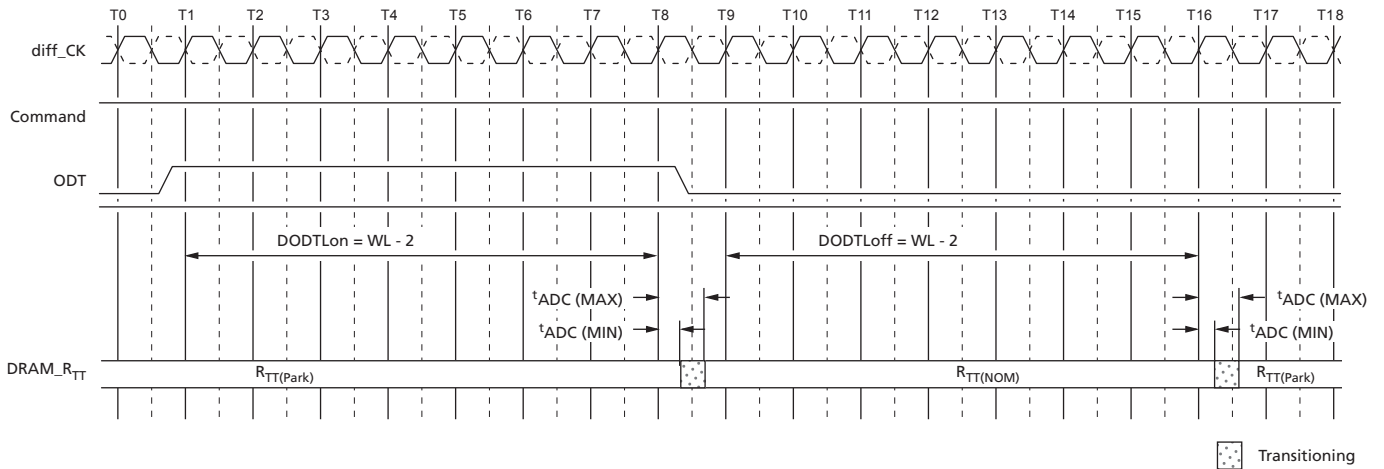 T0 T1 T2 T3 T4 T5 T6 T7 T8 T9 T10 T11 T12 T13 T14 T15 T16 T17 T18
diff_CK
Command
ODT
DODTLon = WL - 2
DODTLoff = WL - 2
tADC (MAX)
tADC (MAX)
tADC (MIN)
tADC (MIN)
DRAM_RTT
RTT(Park)
RTT(NOM)
RTT(Park)
Transitioning